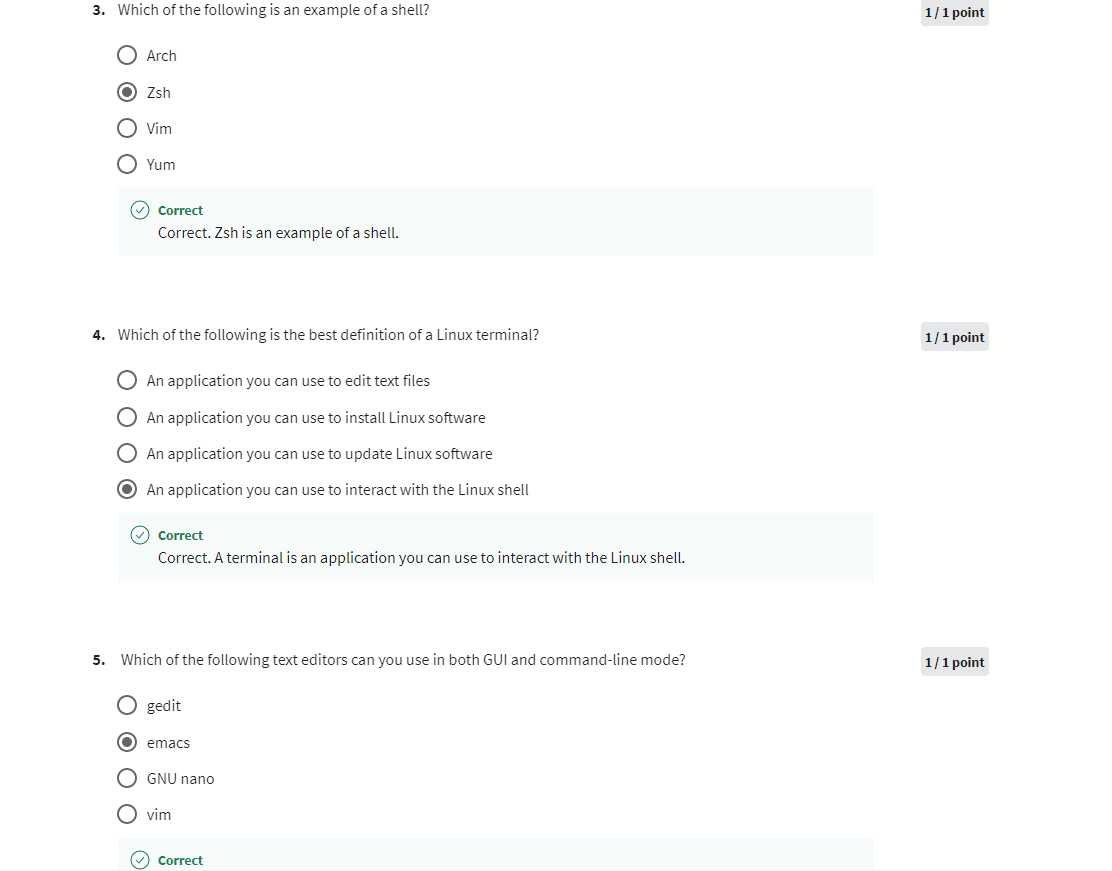 3. Which of the following is an example of a shell?
1 / 1 point
Arch
Zsh
Vim
Yum
Correct
Correct. Zsh is an example of a shell.
4. Which of the following is the best definition of a Linux terminal?
1 / 1 point
An application you can use to edit text files
An application you can use to install Linux software
An application you can use to update Linux software
An application you can use to interact with the Linux shell
Correct
Correct. A terminal is an application you can use to interact with the Linux shell.
5. Which of the following text editors can you use in both GUI and command-line mode?
1 / 1 point
gedit
emacs
GNU nano
vim
Correct